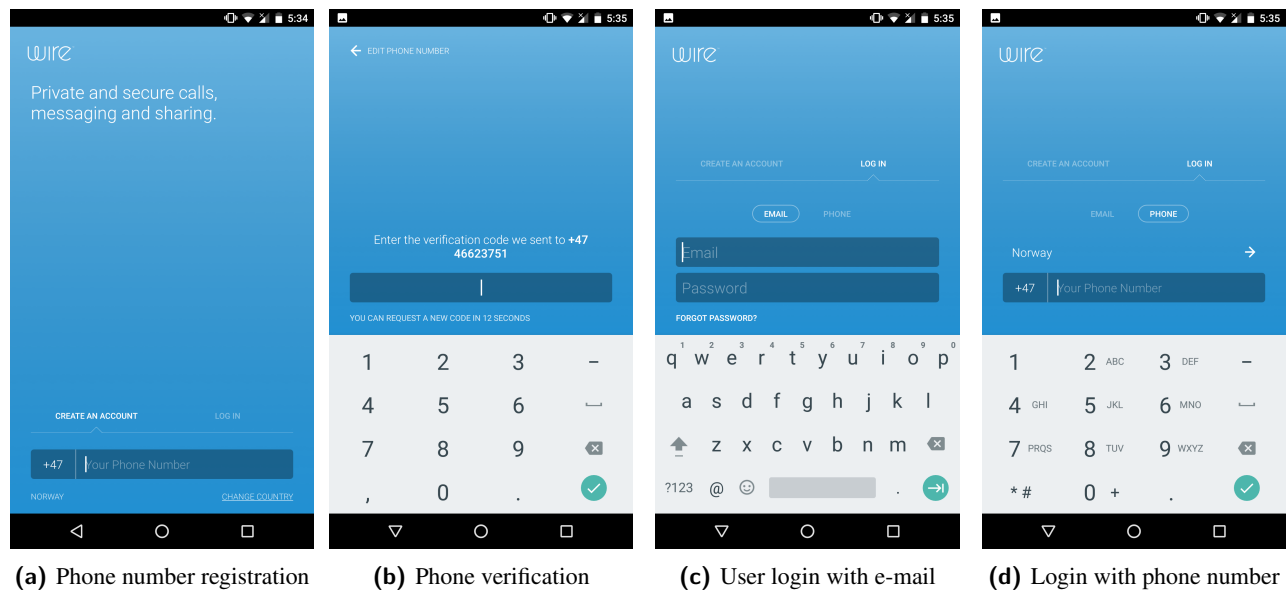 5:34
wire
Private and secure calls,
messaging and sharing.
CREATE AN ACCOUNT LOG IN
+47 Your Phone Number
NORWAY CHANGE COUNTRY
(a) Phone number registration
5:35
EDIT PHONE NUMBER
Enter the verification code we sent to +47
46623751
YOU CAN REQUEST A NEW CODE IN 12 SECONDS
1 2 3 –
4 5 6
7 8 9
, 0 .
(b) Phone verification
5:35
wire
CREATE AN ACCOUNT LOG IN
EMAIL PHONE
Email
Password
FORGOT PASSWORD?
1 2 3 4 5 6 7 8 9 0
q w e r t y u i o p
a s d f g h j k l
z x c v b n m
?123 @ .
(c) User login with e-mail
5:35
wire
CREATE AN ACCOUNT LOG IN
EMAIL PHONE
Norway
+47 Your Phone Number
1 2 ABC 3 DEF –
4 GHI 5 JKL 6 MNO
7 PRQS 8 TUV 9 WXYZ
* # 0 + .
(d) Login with phone number